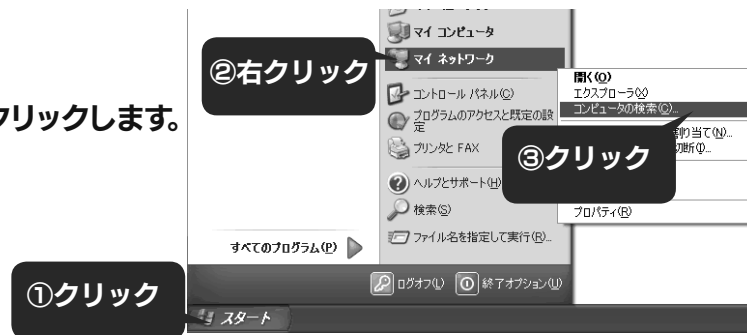 マイ コンピュータ
マイ ネットワーク
②右クリック
コントロール パネル(C)
プログラムのアクセスと既定の設
定
プリンタと FAX
ヘルプとサポート(H)
検索(S)
ファイル名を指定して実行(R)...
開く(O)
エクスプローラ(X)
コンピュータの検索(C)...
割り当て(N)...
切断(I)...
プロパティ(R)
③クリック
クリックします。
すべてのプログラム(P)
ログオフ(L)
終了オプション(U)
①クリック
スタート